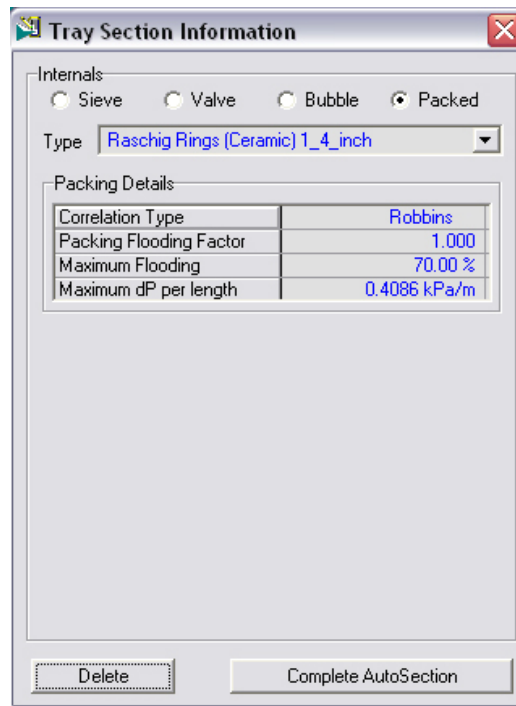 Tray Section Information
Internals
Sieve Valve Bubble Packed
Type Raschig Rings (Ceramic) 1_4_inch
Packing Details
Correlation Type Robbins
Packing Flooding Factor 1.000
Maximum Flooding 70.00 %
Maximum dP per length 0.4086 kPa/m
Delete Complete AutoSection